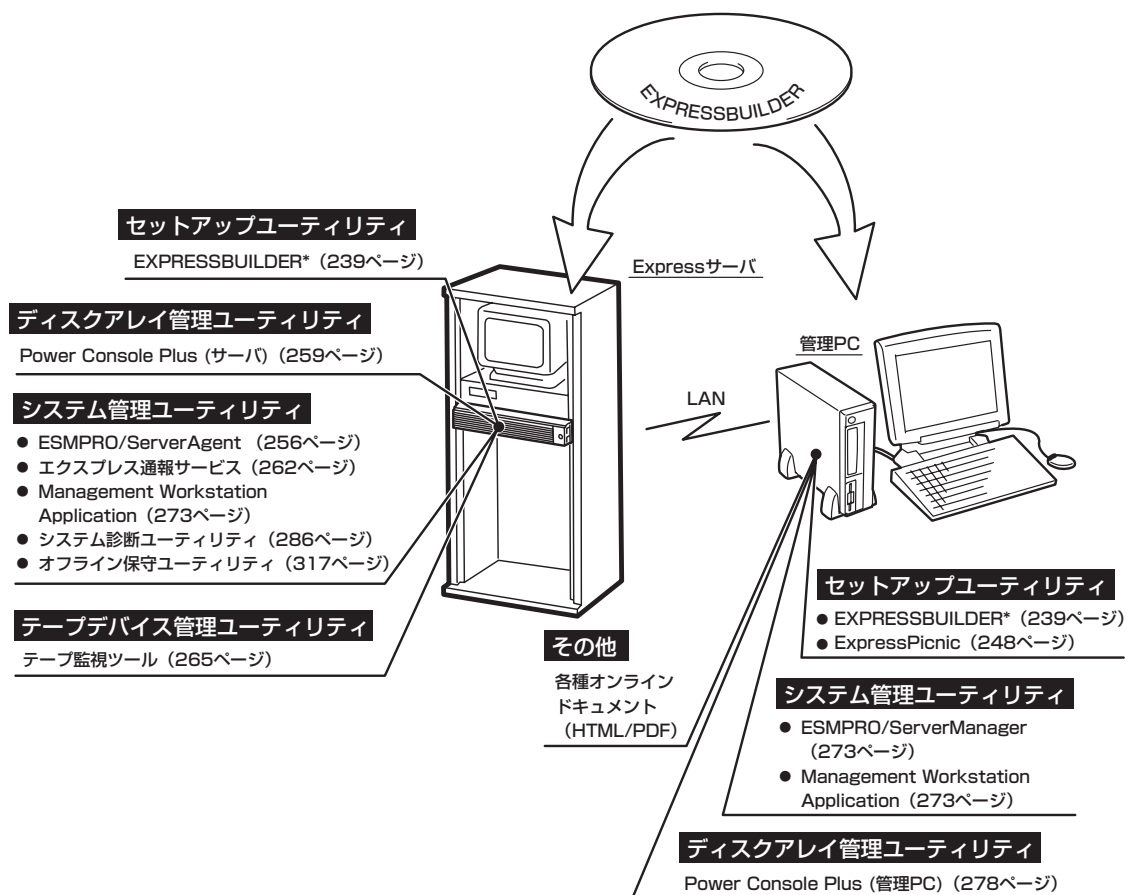 EXPRESSBUILDER
セットアップユーティリティ
EXPRESSBUILDER*（239ページ）
ディスクアレイ管理ユーティリティ
Power Console Plus (サーバ)（259ページ）
システム管理ユーティリティ
● ESMPRO/ServerAgent （256ページ）
● エクスプレス通報サービス（262ページ）
● Management Workstation
Application（273ページ）
● システム診断ユーティリティ（286ページ）
● オフライン保守ユーティリティ（317ページ）
テープデバイス管理ユーティリティ
テープ監視ツール（265ページ）
Expressサーバ
LAN
管理PC
その他
各種オンライン
ドキュメント
（HTML/PDF）
セットアップユーティリティ
● EXPRESSBUILDER*（239ページ）
● ExpressPicnic（248ページ）
システム管理ユーティリティ
● ESMPRO/ServerManager
（273ページ）
● Management Workstation
Application（273ページ）
ディスクアレイ管理ユーティリティ
Power Console Plus (管理PC)（278ページ）